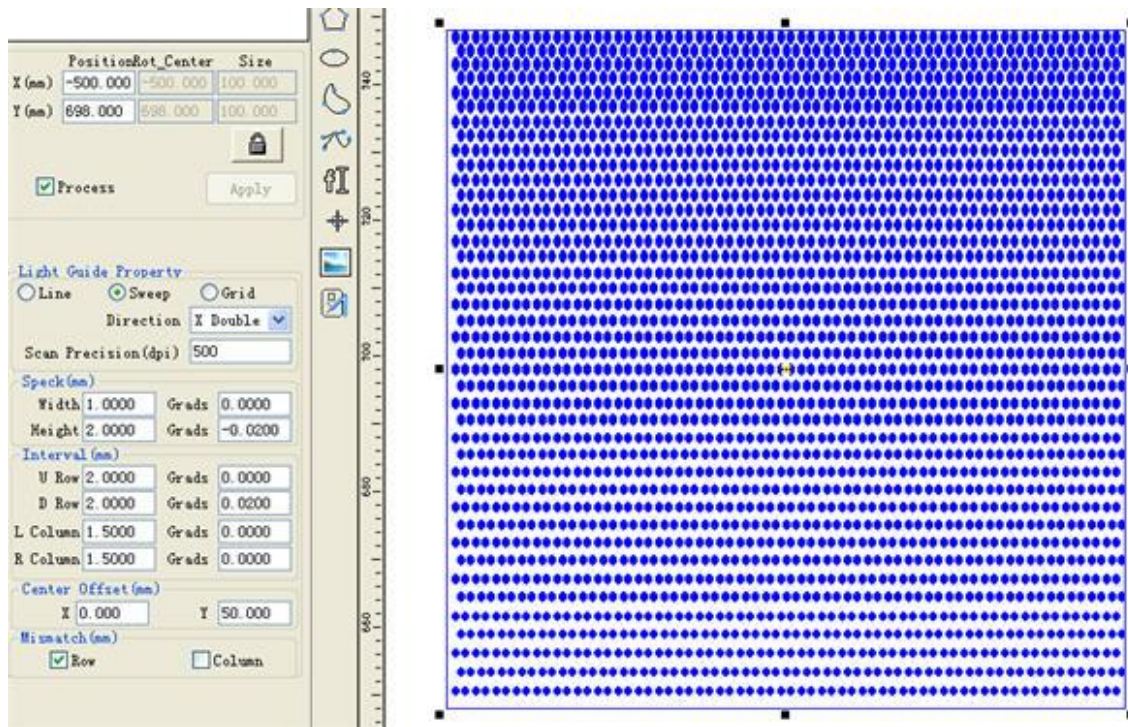 Position Rot_Center Size
X(mm) -500.000 -500.000 100.000
Y(mm) 698.000 698.000 100.000
Process Apply
Light Guide Property
Line Sweep Grid
Direction X Double
Scan Precision(dpi) 500
Speck(mm)
Width 1.0000 Grads 0.0000
Height 2.0000 Grads -0.0200
Interval(mm)
U Row 2.0000 Grads 0.0000
D Row 2.0000 Grads 0.0200
L Column 1.5000 Grads 0.0000
R Column 1.5000 Grads 0.0000
Center Offset(mm)
X 0.000 Y 50.000
Mismatch(mm)
Row Column
740
720
700
680
660